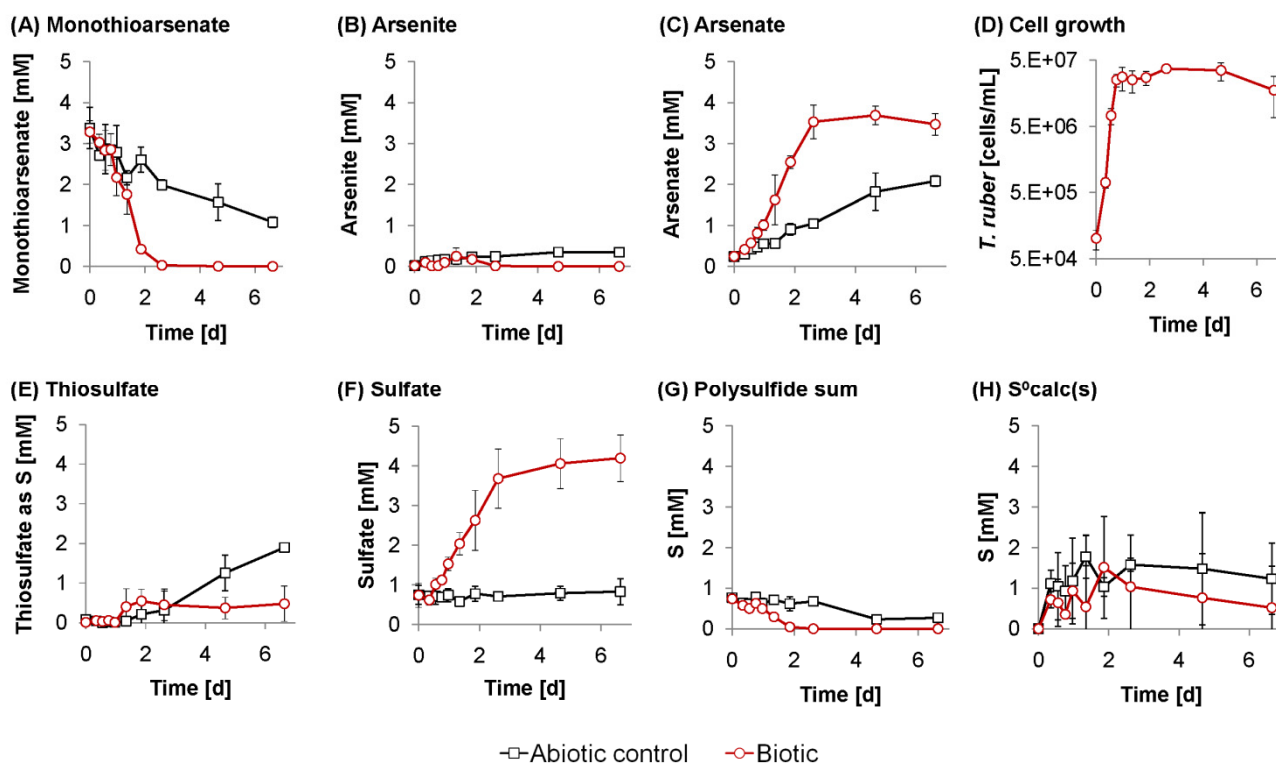 (A) Monothioarsenate
(B) Arsenite
(C) Arsenate
(D) Cell growth
Monothioarsenate [mM]
5
4
3
2
1
0
0 2 4 6
Time [d]
Arsenite [mM]
5
4
3
2
1
0
0 2 4 6
Time [d]
Arsenate [mM]
5
4
3
2
1
0
0 2 4 6
Time [d]
T. ruber [cells/mL]
5.E+07
5.E+06
5.E+05
5.E+04
0 2 4 6
Time [d]
(E) Thiosulfate
(F) Sulfate
(G) Polysulfide sum
(H) S⁰calc(s)
Thiosulfate as S [mM]
5
4
3
2
1
0
0 2 4 6
Time [d]
Sulfate [mM]
5
4
3
2
1
0
0 2 4 6
Time [d]
S [mM]
5
4
3
2
1
0
0 2 4 6
Time [d]
S [mM]
5
4
3
2
1
0
0 2 4 6
Time [d]
Abiotic control
Biotic